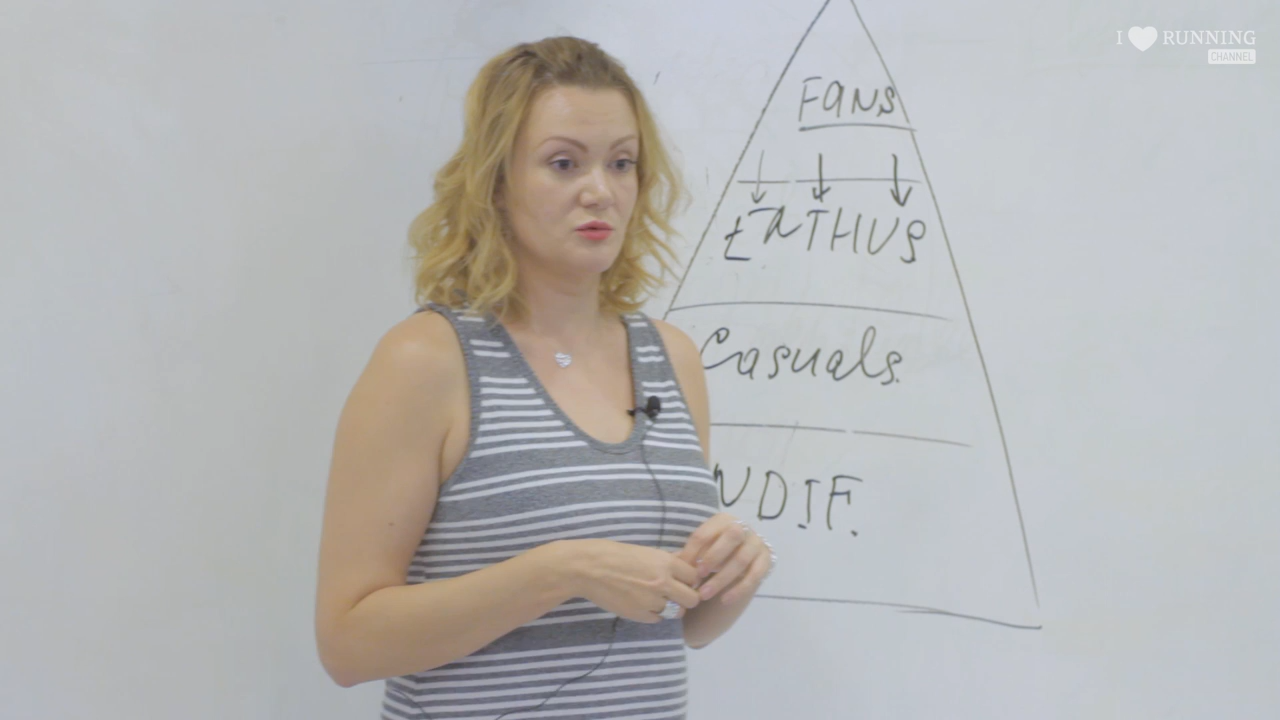 I ❤ RUNNING
CHANNEL
Fans
EnTHUS
Casuals.
NDIF.